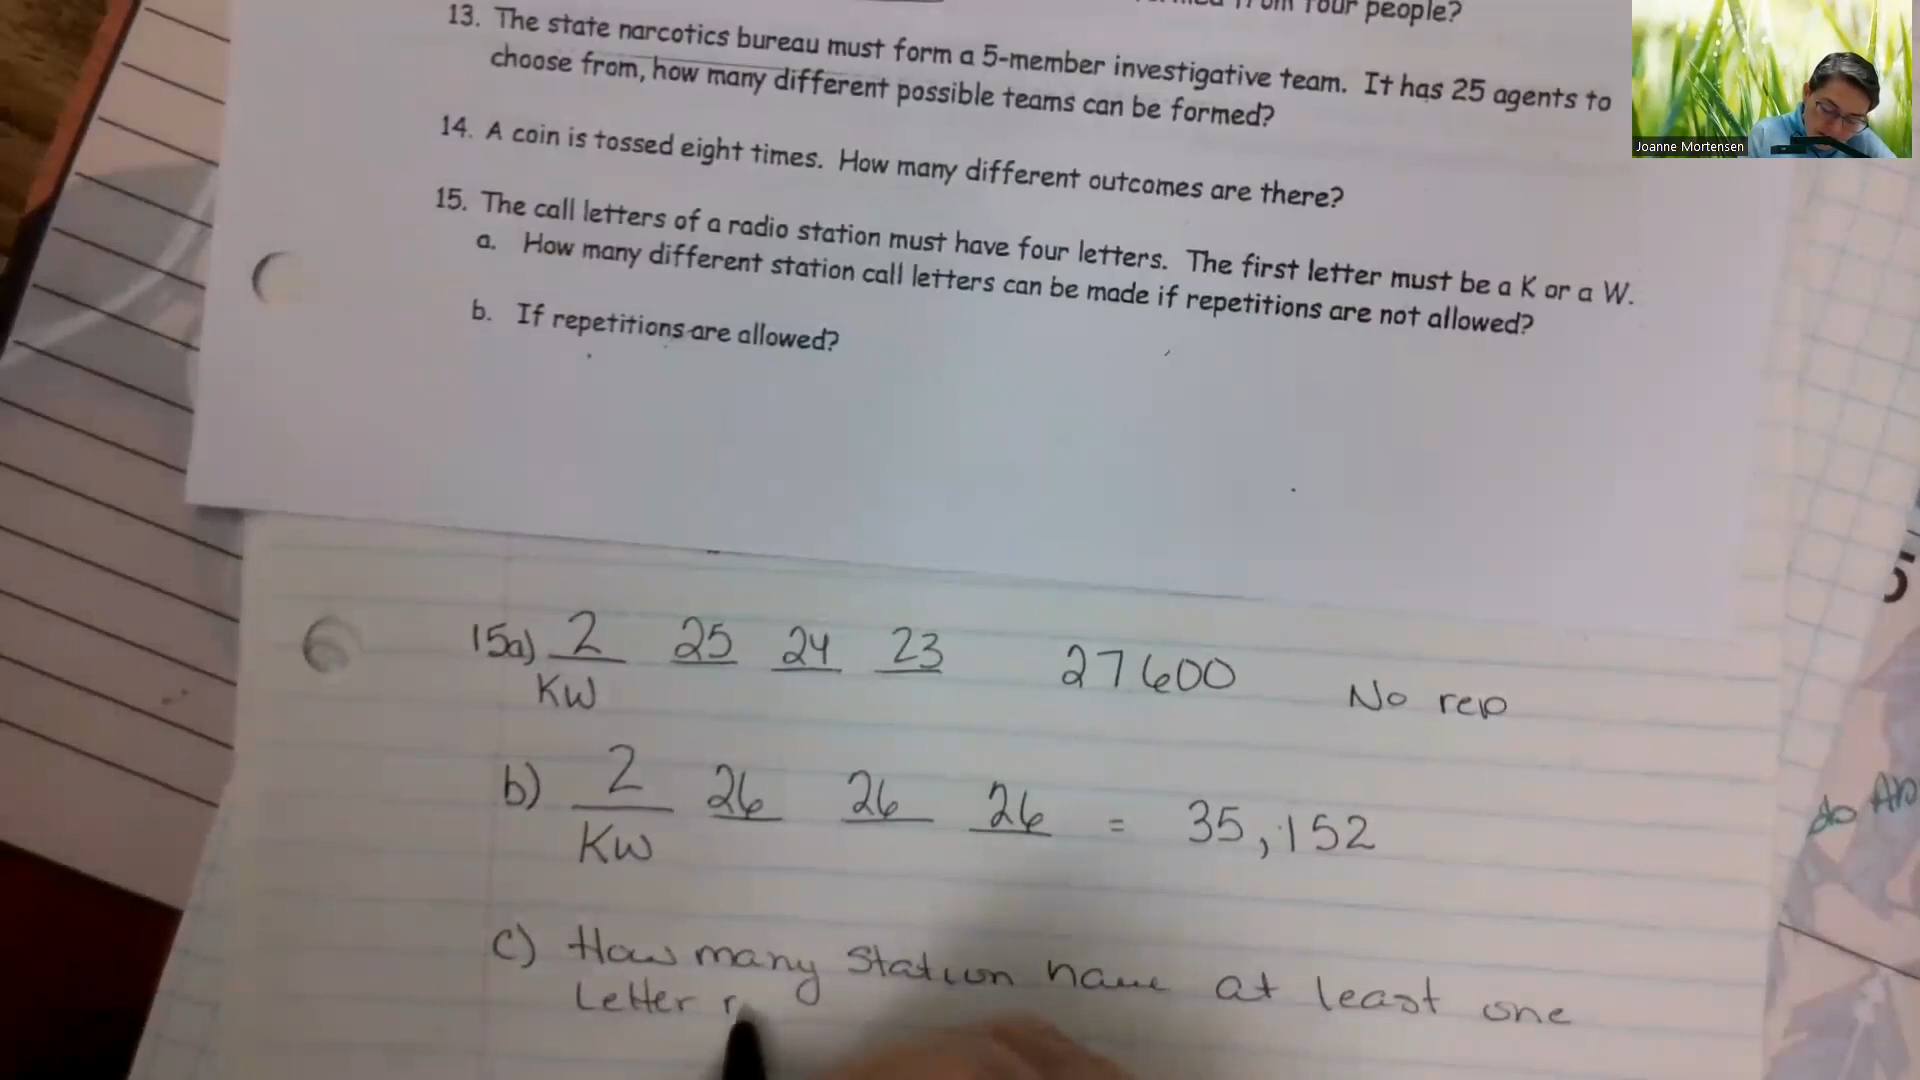 from four people?
13. The state narcotics bureau must form a 5-member investigative team. It has 25 agents to
choose from, how many different possible teams can be formed?
14. A coin is tossed eight times. How many different outcomes are there?
15. The call letters of a radio station must have four letters. The first letter must be a K or a W.
a. How many different station call letters can be made if repetitions are not allowed?
b. If repetitions are allowed?
Joanne Mortensen
15a) 2 25 24 23 27600 No rep
KW
b) 2 26 26 26 = 35,152
KW
c) How many station have at least one
Letter r
5
do